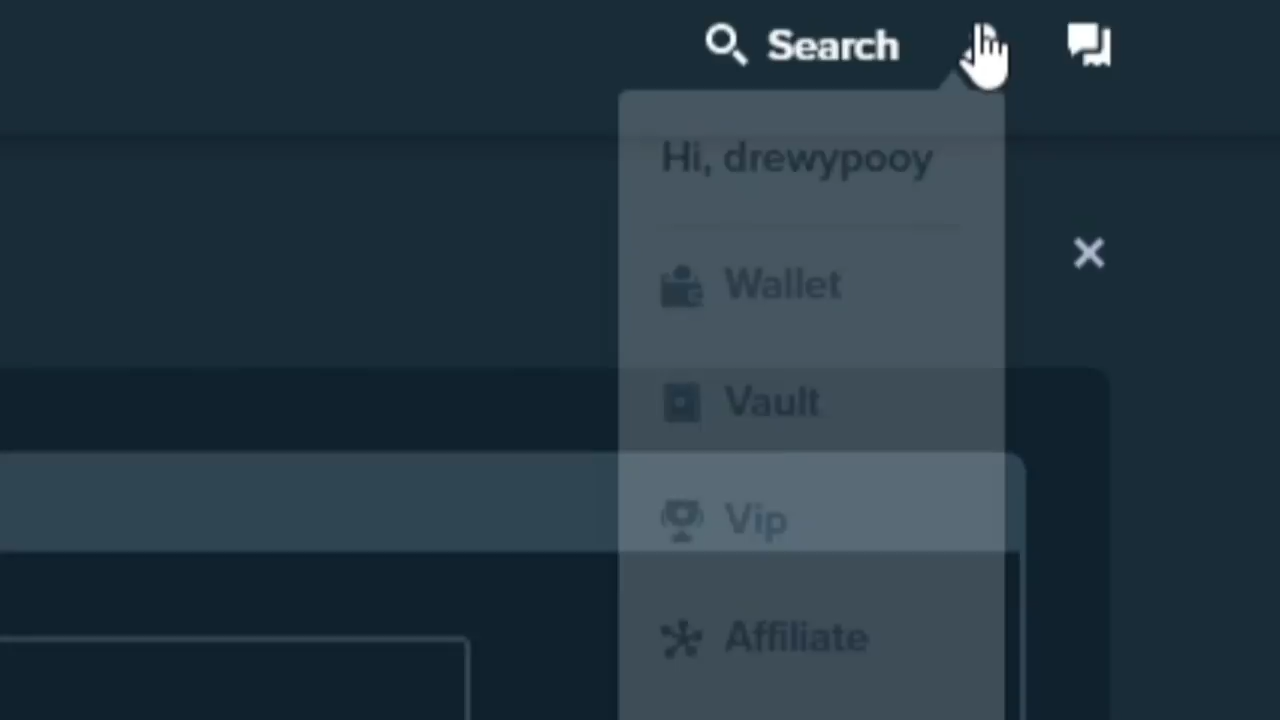 Search
Hi, drewypooy
Wallet
Vault
Vip
Affiliate